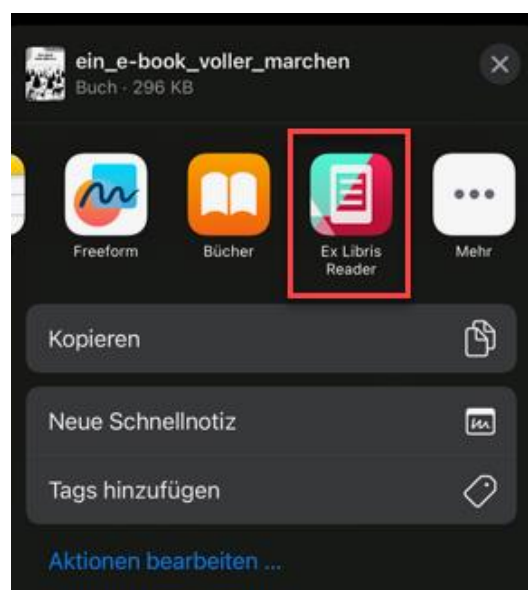 ein_e-book_voller_marchen
Buch · 296 KB
Freeform
Bücher
Ex Libris
Reader
Mehr
Kopieren
Neue Schnellnotiz
Tags hinzufügen
Aktionen bearbeiten ...